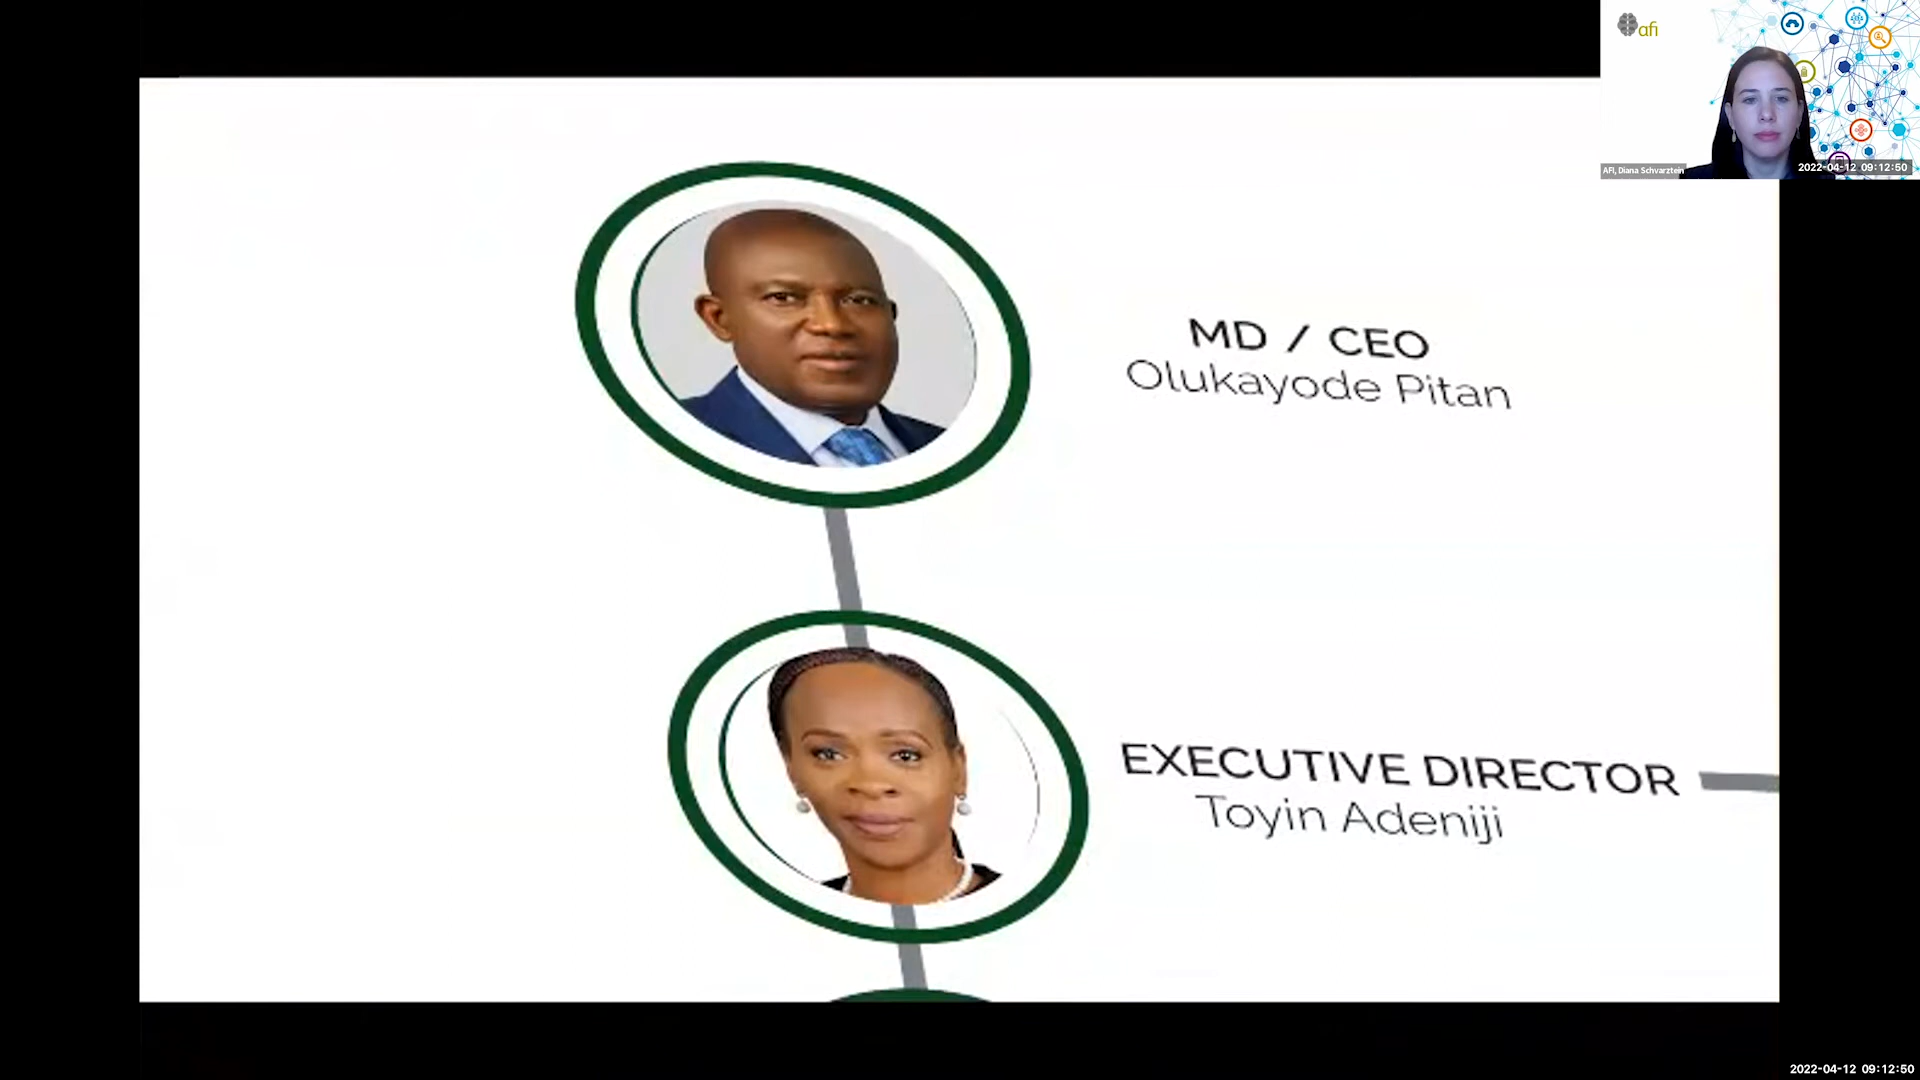 afi
AFI, Diana Schvarztein
2022-04-12 09:12:50
MD / CEO
Olukayode Pitan
EXECUTIVE DIRECTOR
Toyin Adeniji
2022-04-12 09:12:50